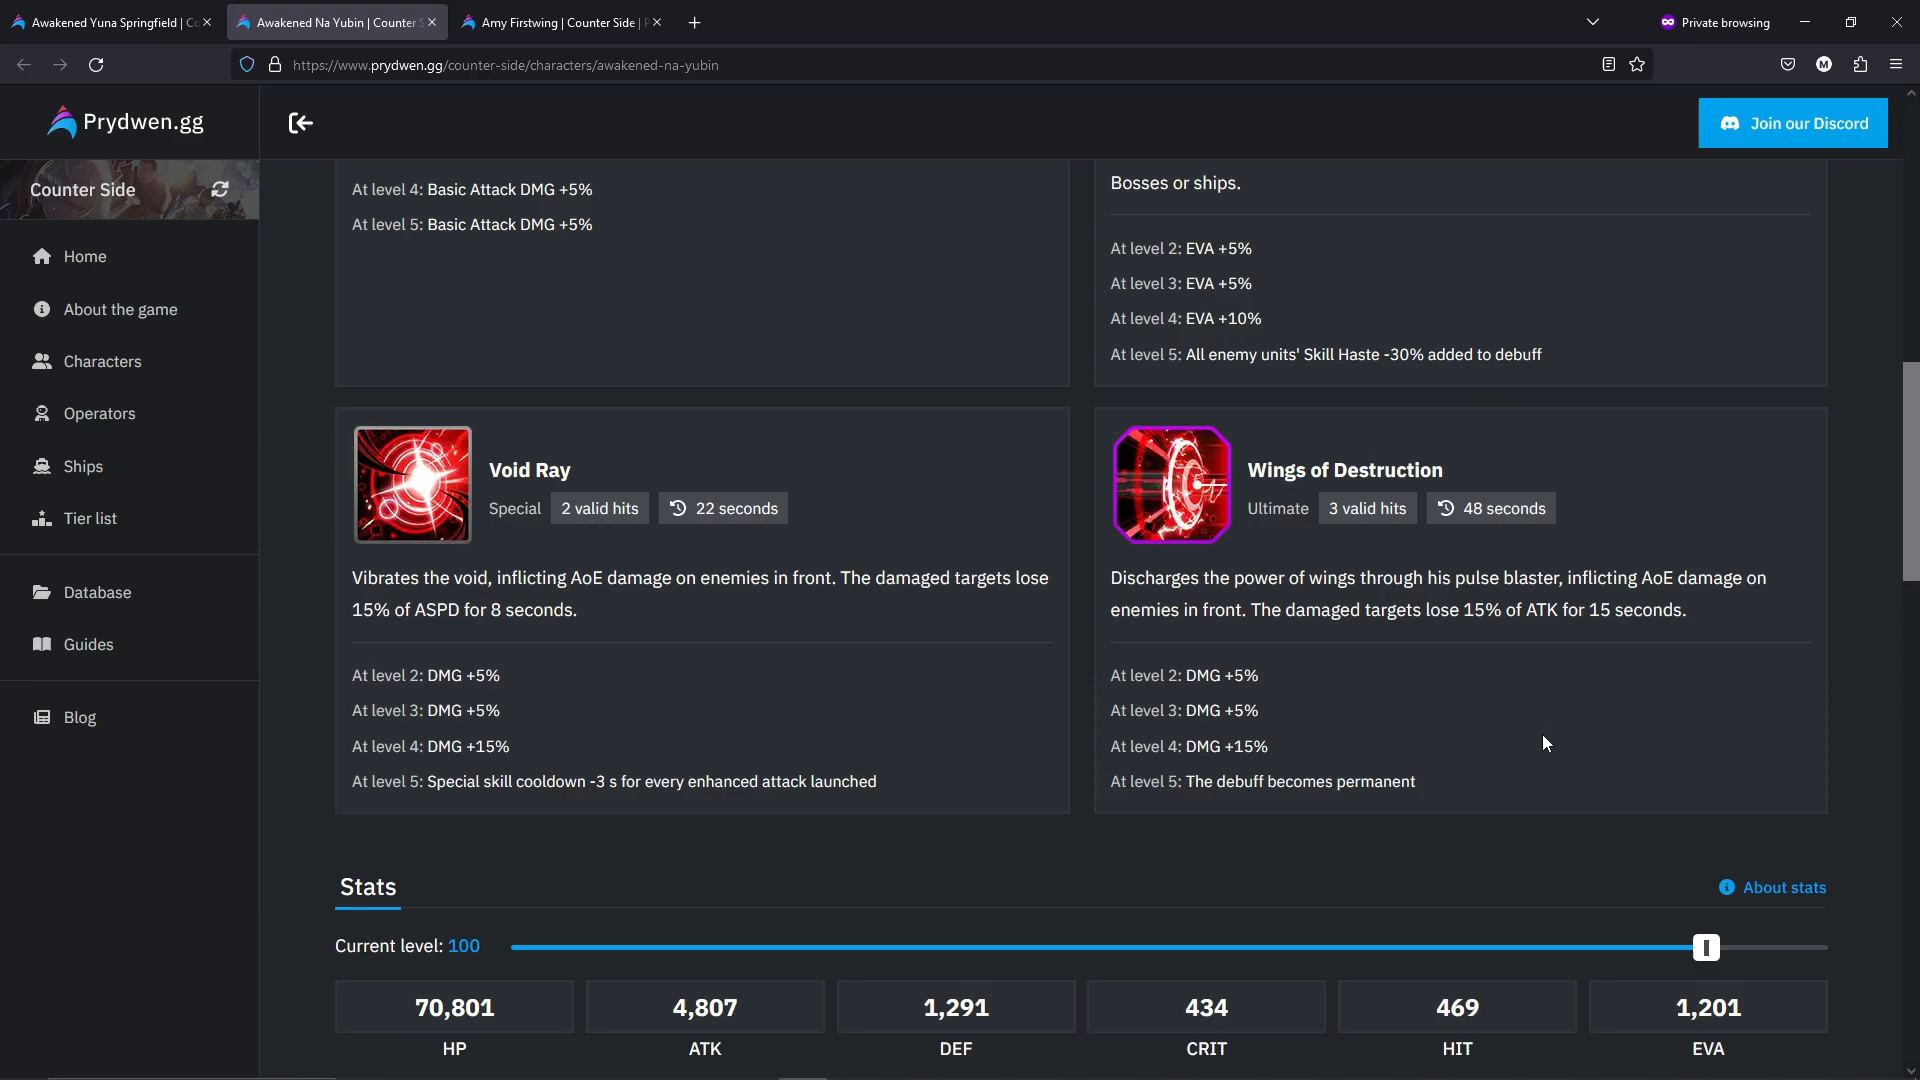 Awakened Yuna Springfield | Co
Awakened Na Yubin | Counter S
Amy Firstwing | Counter Side | P
Private browsing
https://www.prydwen.gg/counter-side/characters/awakened-na-yubin
M
Prydwen.gg
Join our Discord
Counter Side
Home
About the game
Characters
Operators
Ships
Tier list
Database
Guides
Blog
At level 4: Basic Attack DMG +5%
At level 5: Basic Attack DMG +5%
Bosses or ships.
At level 2: EVA +5%
At level 3: EVA +5%
At level 4: EVA +10%
At level 5: All enemy units' Skill Haste -30% added to debuff
Void Ray
Special 2 valid hits 22 seconds
Vibrates the void, inflicting AoE damage on enemies in front. The damaged targets lose
15% of ASPD for 8 seconds.
At level 2: DMG +5%
At level 3: DMG +5%
At level 4: DMG +15%
At level 5: Special skill cooldown -3 s for every enhanced attack launched
Wings of Destruction
Ultimate 3 valid hits 48 seconds
Discharges the power of wings through his pulse blaster, inflicting AoE damage on
enemies in front. The damaged targets lose 15% of ATK for 15 seconds.
At level 2: DMG +5%
At level 3: DMG +5%
At level 4: DMG +15%
At level 5: The debuff becomes permanent
Stats
About stats
Current level: 100
70,801 4,807 1,291 434 469 1,201
HP ATK DEF CRIT HIT EVA